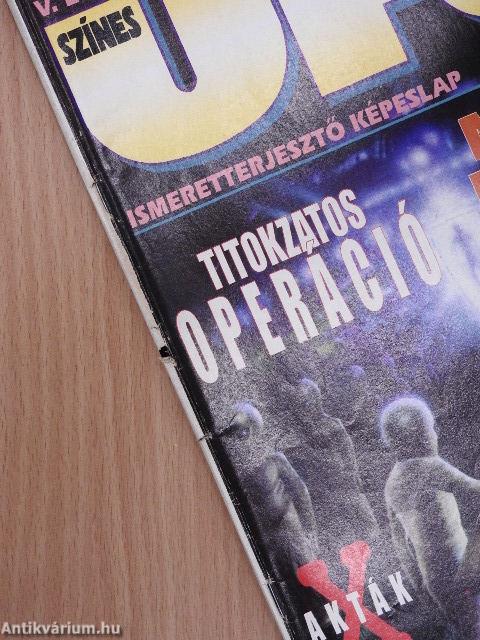 SZÍNES
ISMERETTERJESZTŐ KÉPESLAP
TITOKZATOS
OPERÁCIÓ
X
AKTÁK
Antikvárium.hu